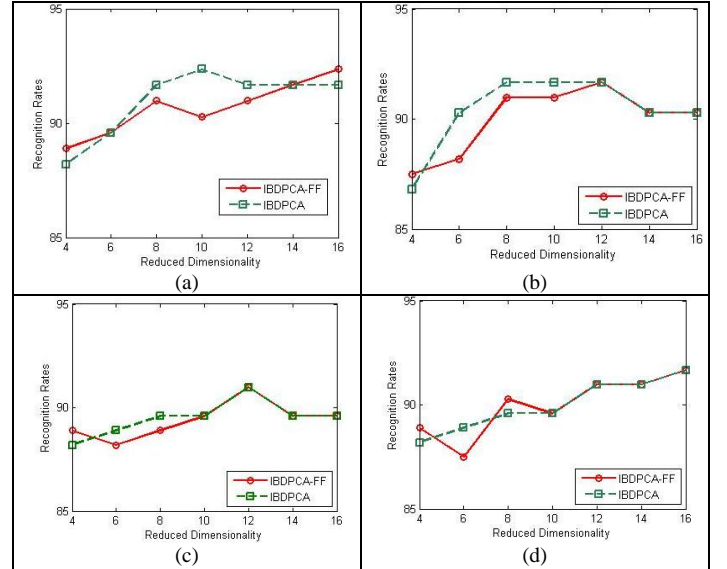 95
90
85
Recognition Rates
IBDPCA-FF
IBDPCA
4 6 8 10 12 14 16
Reduced Dimensionality
(a)
95
90
85
Recognition Rates
IBDPCA-FF
IBDPCA
4 6 8 10 12 14 16
Reduced Dimensionality
(b)
95
90
85
Recognition Rates
IBDPCA-FF
IBDPCA
4 6 8 10 12 14 16
Reduced Dimensionality
(c)
95
90
85
Recognition Rates
IBDPCA-FF
IBDPCA
4 6 8 10 12 14 16
Reduced Dimensionality
(d)